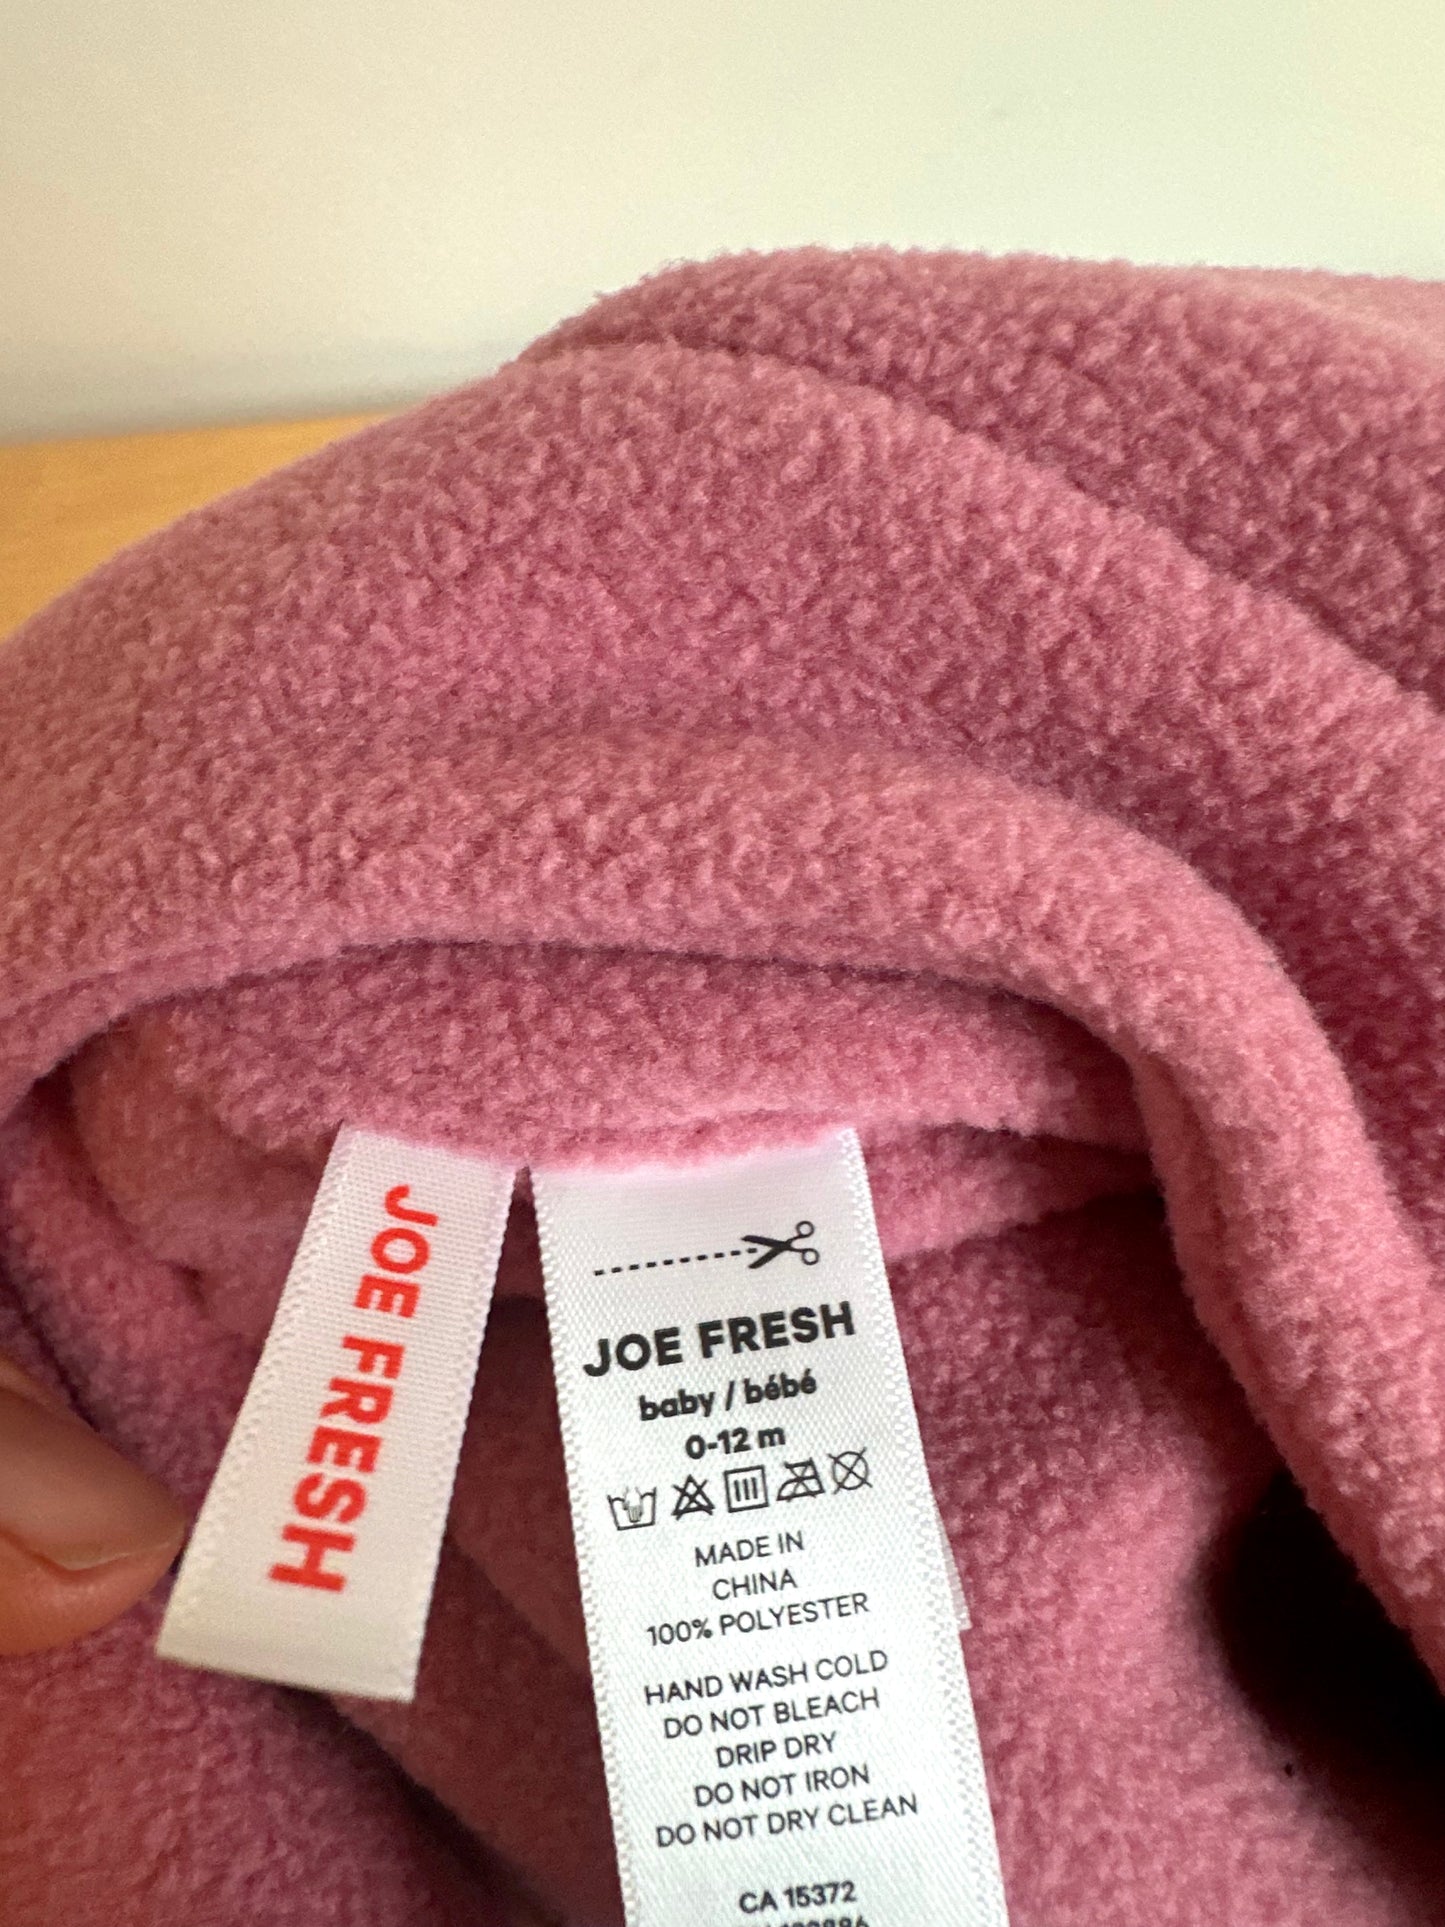 JOE FRESH
JOE FRESH
baby / bébé
0-12 m
MADE IN
CHINA
100% POLYESTER
HAND WASH COLD
DO NOT BLEACH
DRIP DRY
DO NOT IRON
DO NOT DRY CLEAN
CA 15372